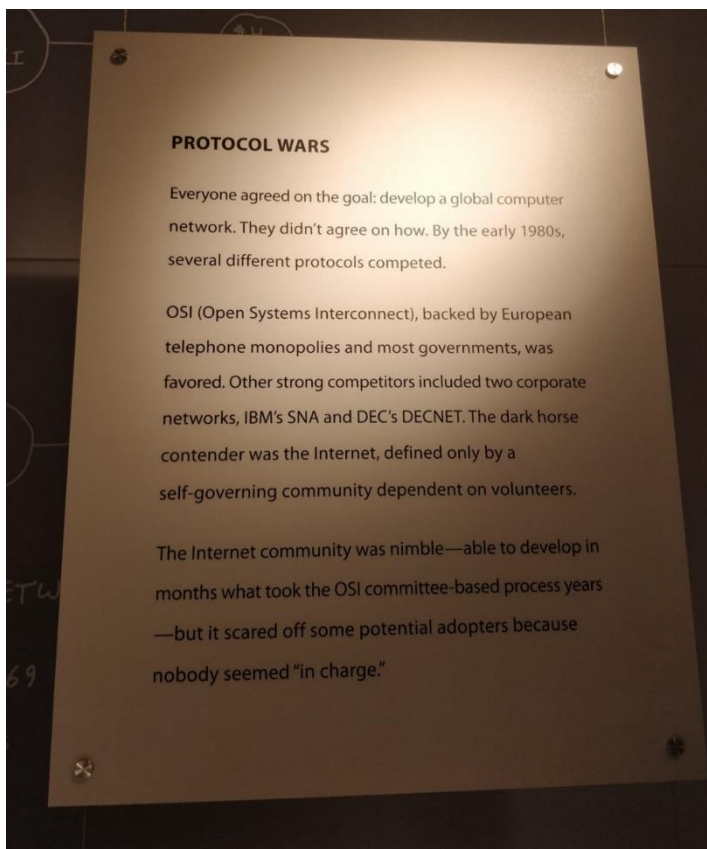 PROTOCOL WARS
Everyone agreed on the goal: develop a global computer
network. They didn't agree on how. By the early 1980s,
several different protocols competed.
OSI (Open Systems Interconnect), backed by European
telephone monopolies and most governments, was
favored. Other strong competitors included two corporate
networks, IBM's SNA and DEC's DECNET. The dark horse
contender was the Internet, defined only by a
self-governing community dependent on volunteers.
The Internet community was nimble—able to develop in
months what took the OSI committee-based process years
—but it scared off some potential adopters because
nobody seemed "in charge."
ETW
69